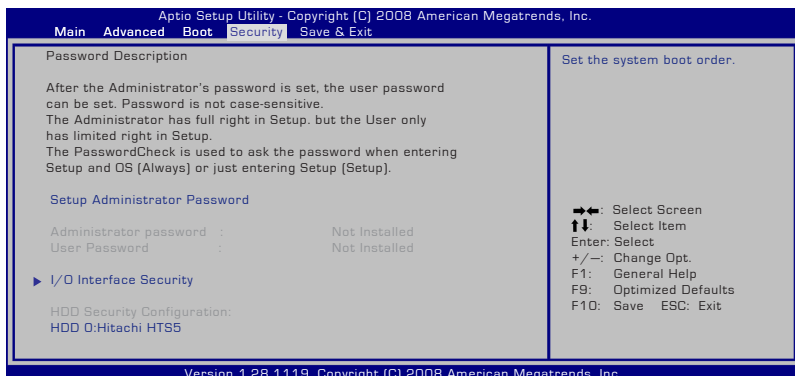 Aptio Setup Utility - Copyright (C) 2008 American Megatrends, Inc.
Main Advanced Boot Security Save & Exit
Password Description
After the Administrator's password is set, the user password
can be set. Password is not case-sensitive.
The Administrator has full right in Setup. but the User only
has limited right in Setup.
The PasswordCheck is used to ask the password when entering
Setup and OS (Always) or just entering Setup (Setup).
Setup Administrator Password
Administrator password : Not Installed
User Password : Not Installed
I/O Interface Security
HDD Security Configuration:
HDD 0:Hitachi HTS5
Set the system boot order.
→←: Select Screen
↑↓: Select Item
Enter: Select
+/—: Change Opt.
F1: General Help
F9: Optimized Defaults
F10: Save ESC: Exit
Version 1.28.1119. Copyright (C) 2008 American Megatrends, Inc.